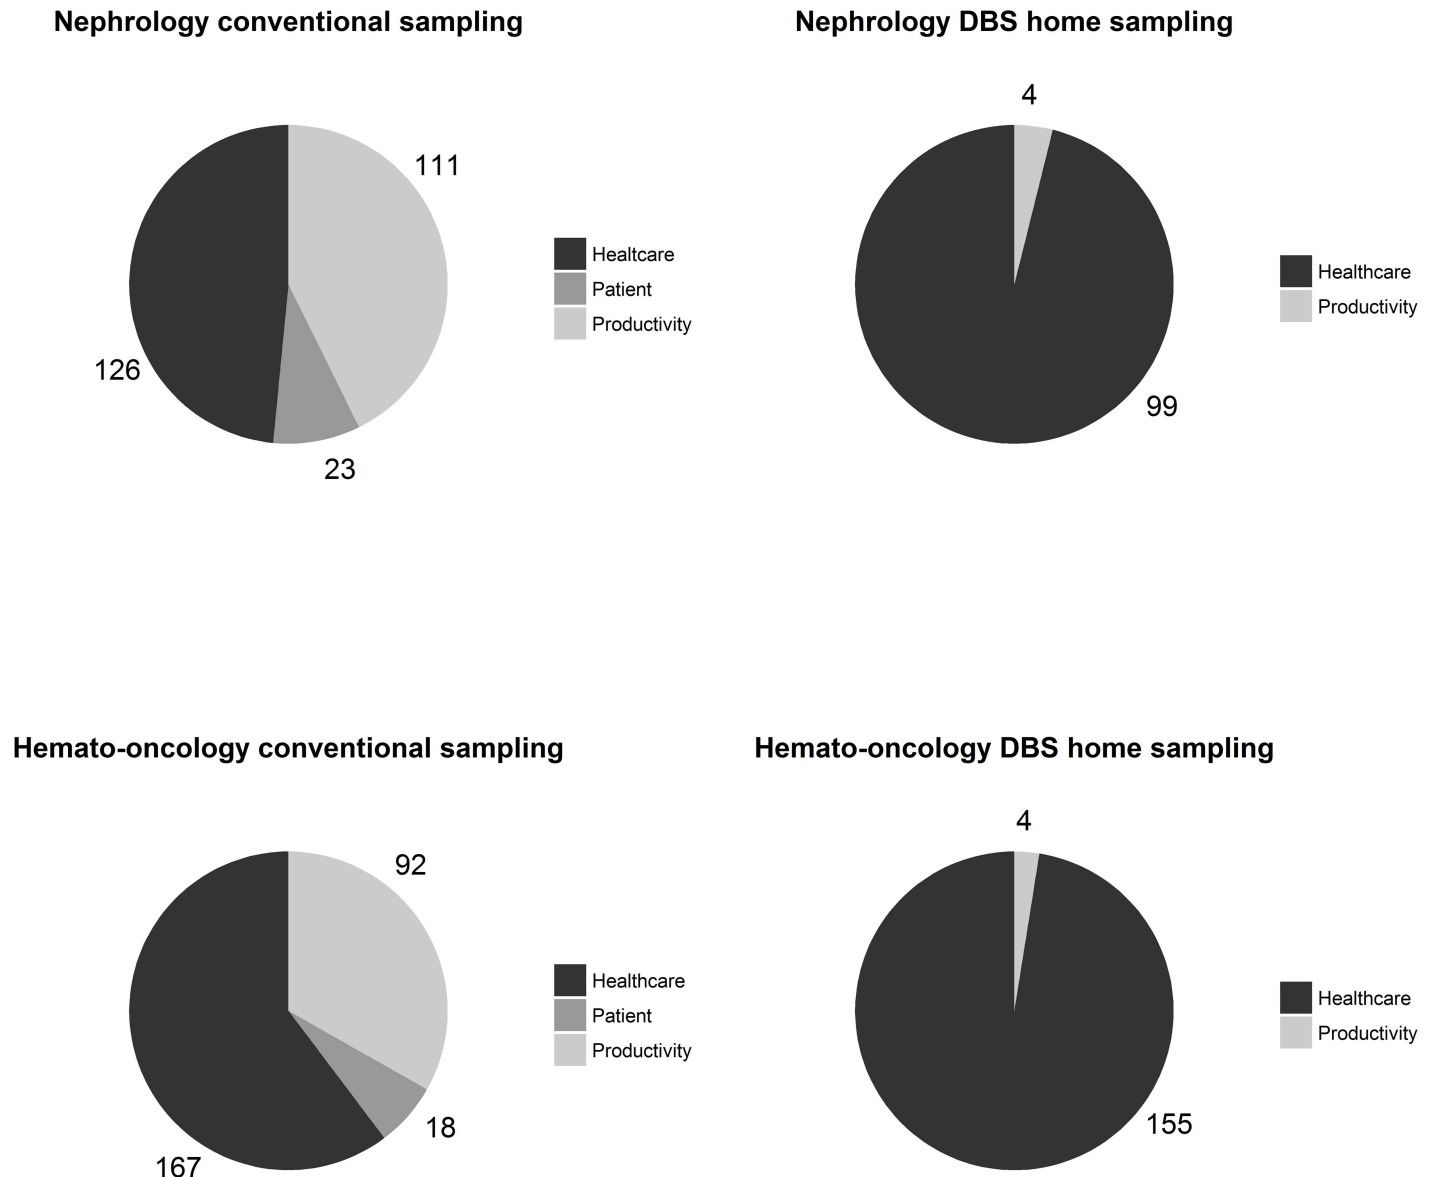 Nephrology conventional sampling
111
126
23
Healtcare
Patient
Productivity
Nephrology DBS home sampling
4
99
Healthcare
Productivity
Hemato-oncology conventional sampling
92
18
167
Healthcare
Patient
Productivity
Hemato-oncology DBS home sampling
4
155
Healthcare
Productivity